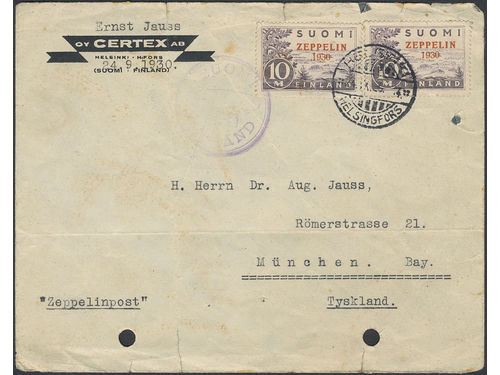 Ernst Jauss
OY CERTEX AB
HELSINKI - HFORS
24.9.1930
(SUOMI - FINLAND)
SUOMI
ZEPPELIN
1930
10 M FINLAND
SUOMI
ZEPPELIN
1930
FINLAND
HELSINGFORS
H. Herrn Dr. Aug. Jauss,
Römerstrasse 21.
München. Bay.
"Zeppelinpost"
Tyskland.